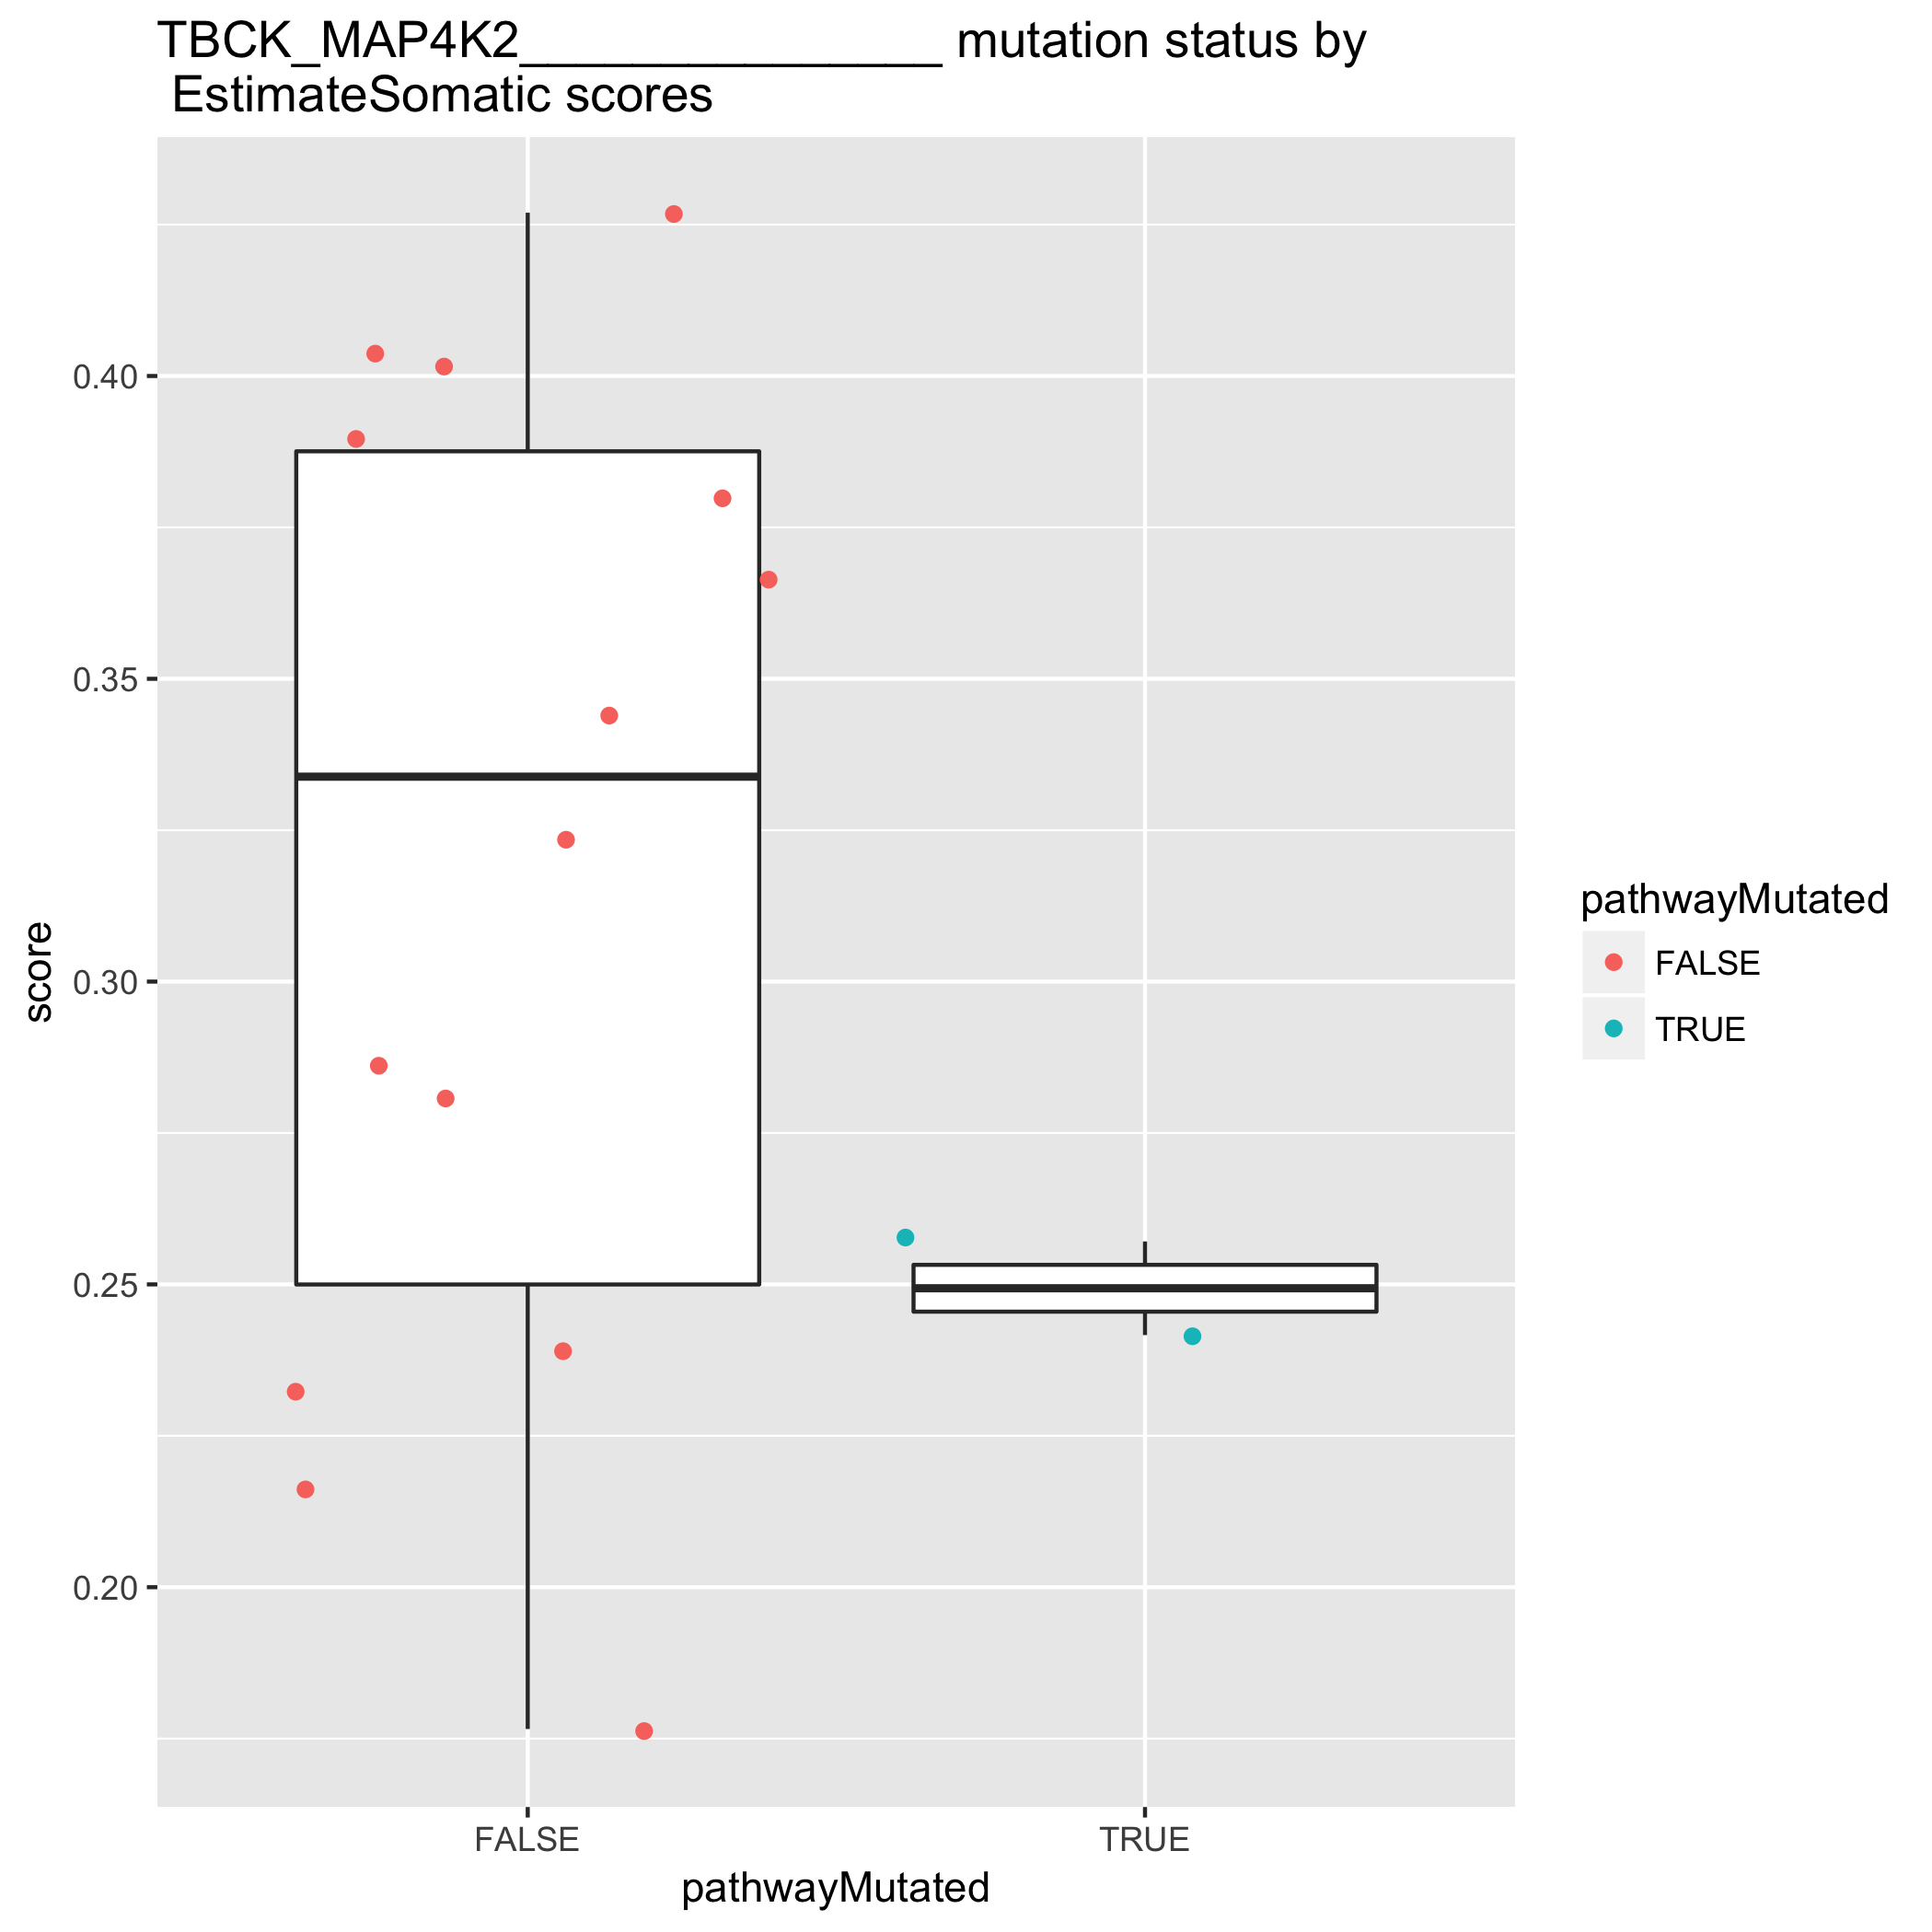 TBCK_MAP4K2_______________ mutation status by
EstimateSomatic scores
score
0.40
0.35
0.30
0.25
0.20
FALSE
TRUE
pathwayMutated
pathwayMutated
FALSE
TRUE